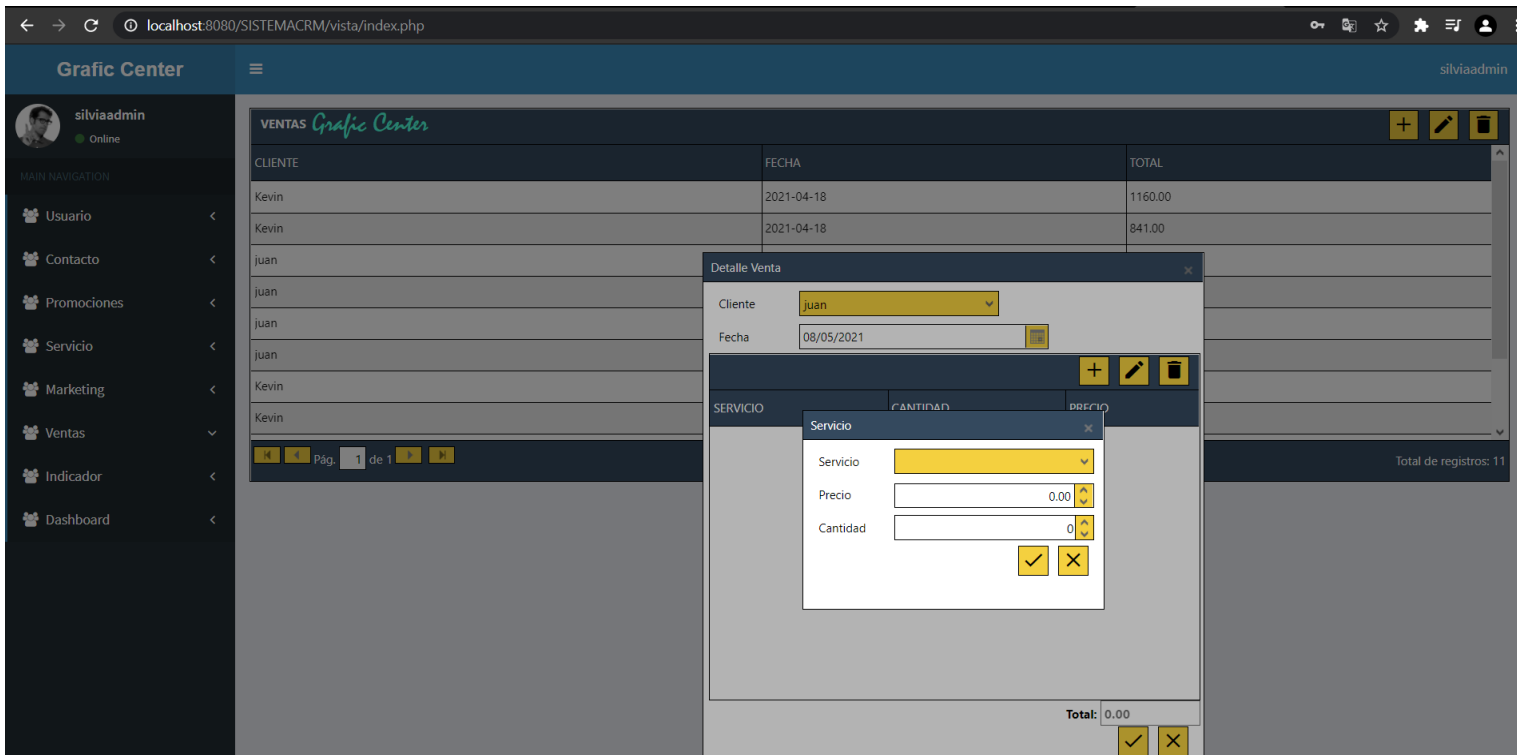 localhost:8080/SISTEMACRM/vista/index.php
Grafic Center
silviaadmin
silviaadmin
Online
MAIN NAVIGATION
Usuario
Contacto
Promociones
Servicio
Marketing
Ventas
Indicador
Dashboard
VENTAS Grafic Center
CLIENTE FECHA TOTAL
Kevin 2021-04-18 1160.00
Kevin 2021-04-18 841.00
juan
juan
juan
juan
Kevin
Kevin
Pág. 1 de 1
Total de registros: 11
Detalle Venta
Cliente juan
Fecha 08/05/2021
SERVICIO CANTIDAD PRECIO
Servicio
Servicio
Precio 0.00
Cantidad 0
Total: 0.00